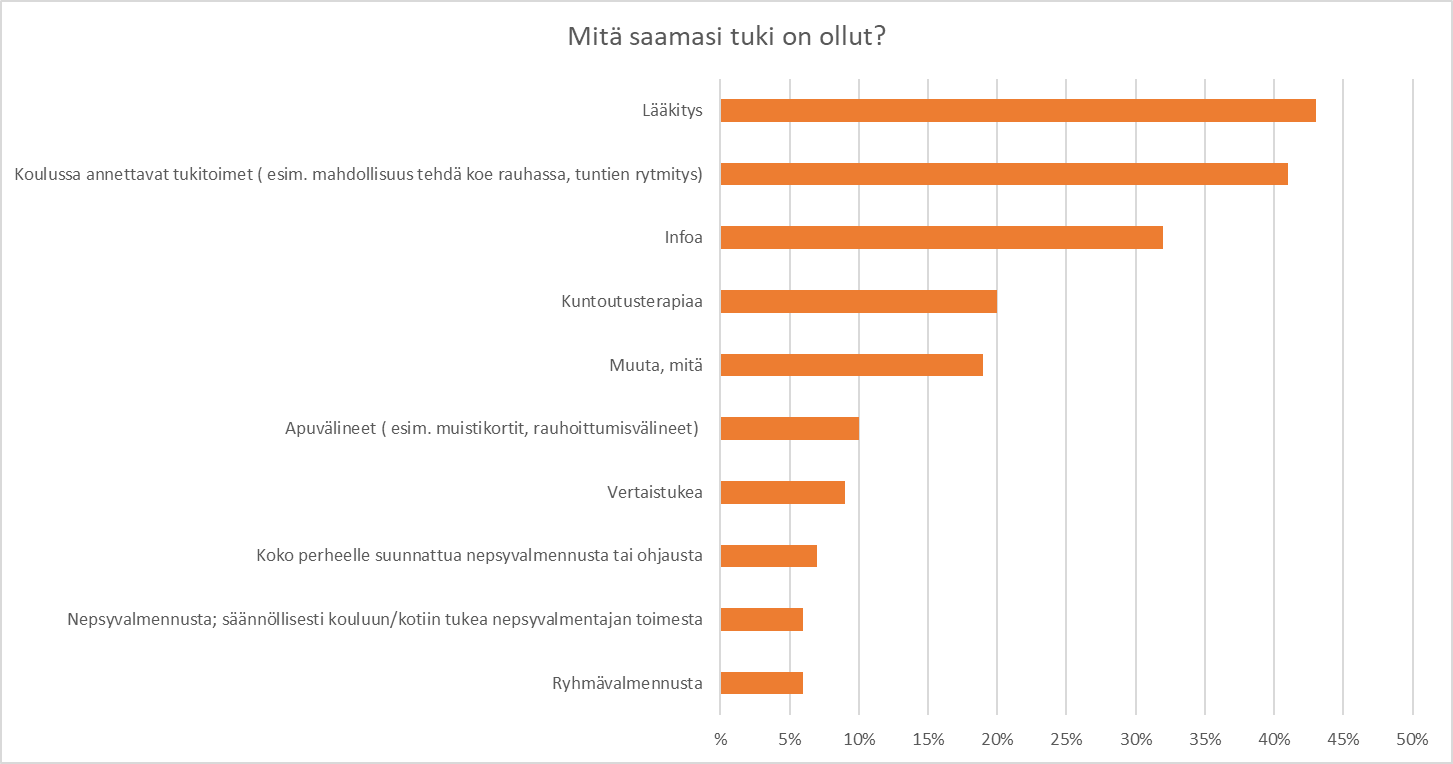 Mitä saamasi tuki on ollut?
Lääkitys
Koulussa annettavat tukitoimet ( esim. mahdollisuus tehdä koe rauhassa, tuntien rytmitys)
Infoa
Kuntoutusterapiaa
Muuta, mitä
Apuvälineet ( esim. muistikortit, rauhoittumisvälineet)
Vertaistukea
Koko perheelle suunnattua nepsyvalmennusta tai ohjausta
Nepsyvalmennusta; säännöllisesti kouluun/kotiin tukea nepsyvalmentajan toimesta
Ryhmävalmennusta
% 5% 10% 15% 20% 25% 30% 35% 40% 45% 50%